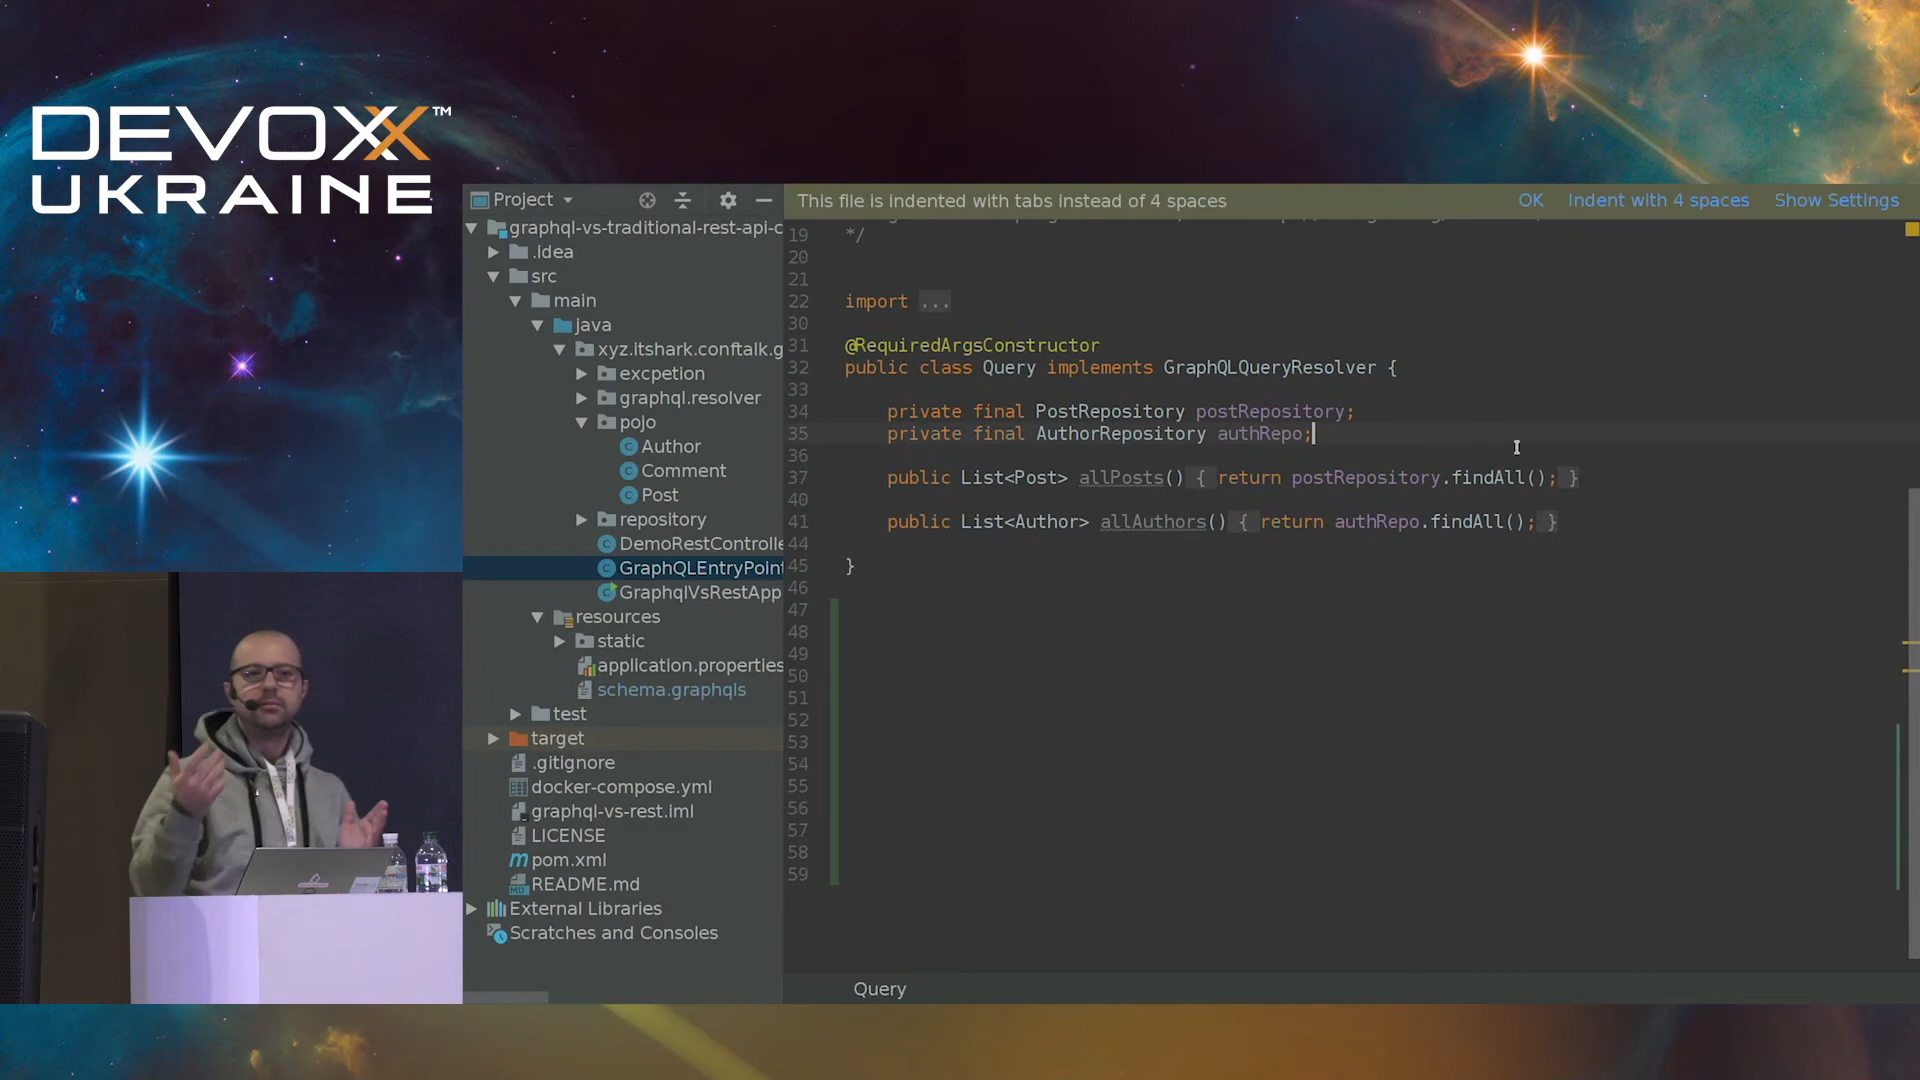 DEVOXX™
UKRAINE
Project
graphql-vs-traditional-rest-api-c
.idea
src
main
java
xyz.ltshark.conftalk.g
excpetion
graphql.resolver
pojo
Author
Comment
Post
repository
DemoRestControlle
GraphQLEntryPoint
GraphqlVsRestApp
resources
static
application.properties
schema.graphqls
test
target
.gitignore
docker-compose.yml
graphql-vs-rest.iml
LICENSE
pom.xml
README.md
External Libraries
Scratches and Consoles
This file is indented with tabs instead of 4 spaces OK Indent with 4 spaces Show Settings
19 */
20
21
22 import ...
30
31 @RequiredArgsConstructor
32 public class Query implements GraphQLQueryResolver {
33
34 private final PostRepository postRepository;
35 private final AuthorRepository authRepo;
36
37 public List<Post> allPosts() { return postRepository.findAll(); }
40
41 public List<Author> allAuthors() { return authRepo.findAll(); }
44
45 }
46
47
48
49
50
51
52
53
54
55
56
57
58
59
Query